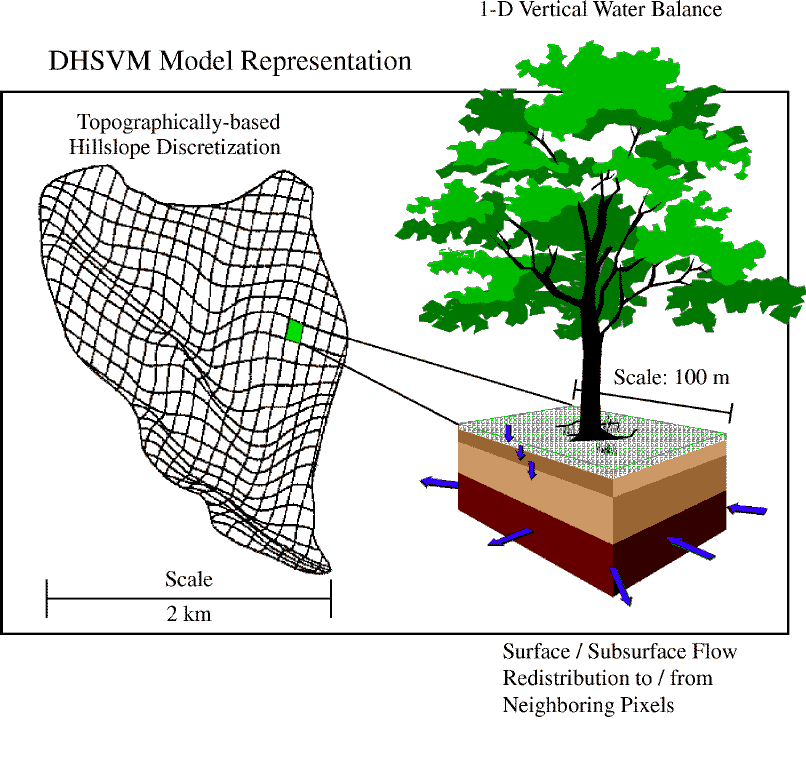 1-D Vertical Water Balance
DHSVM Model Representation
Topographically-based
Hillslope Discretization
Scale: 100 m
Scale
2 km
Surface / Subsurface Flow
Redistribution to / from
Neighboring Pixels